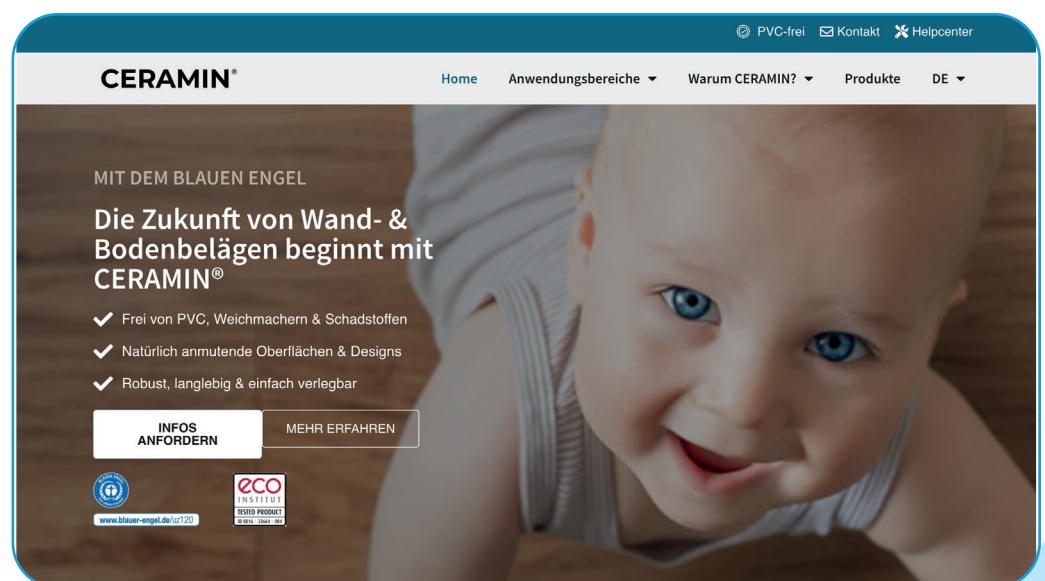 PVC-frei Kontakt Helpcenter
CERAMIN®
Home Anwendungsbereiche Warum CERAMIN? Produkte DE
MIT DEM BLAUEN ENGEL
Die Zukunft von Wand- &
Bodenbelägen beginnt mit
CERAMIN®
Frei von PVC, Weichmachern & Schadstoffen
Natürlich anmutende Oberflächen & Designs
Robust, langlebig & einfach verlegbar
INFOS
ANFORDERN
MEHR ERFAHREN
BLAUER ENGEL
www.blauer-engel.de/uz120
eco
INSTITUT
TESTED PRODUCT